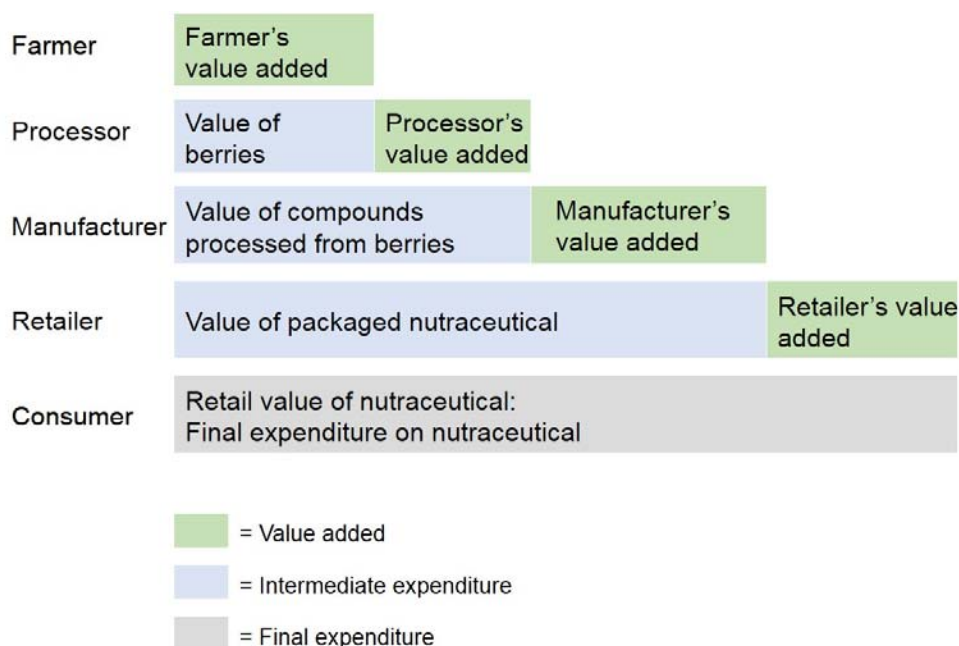 Farmer
Farmer's
value added
Processor
Value of
berries
Processor's
value added
Manufacturer
Value of compounds
processed from berries
Manufacturer's
value added
Retailer
Value of packaged nutraceutical
Retailer's value
added
Consumer
Retail value of nutraceutical:
Final expenditure on nutraceutical
= Value added
= Intermediate expenditure
= Final expenditure